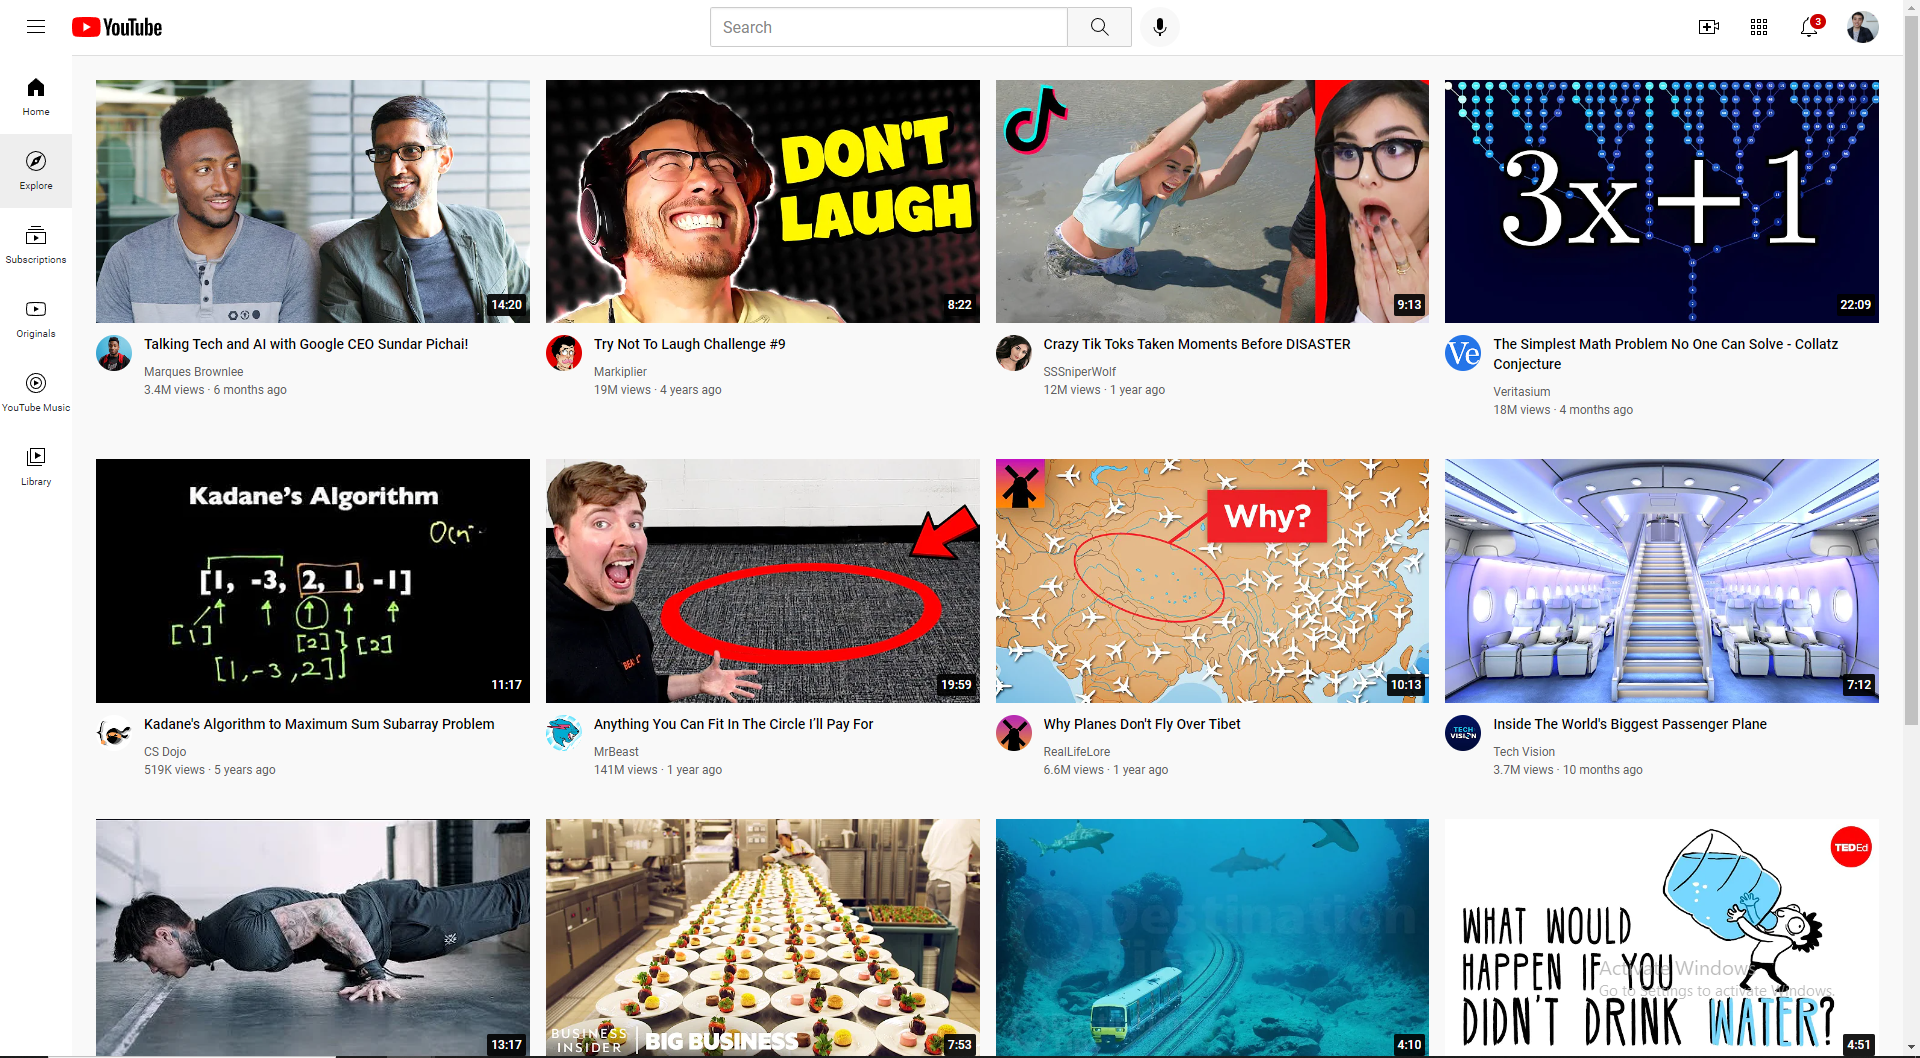 YouTube
Search
3
Home
Explore
Subscriptions
Originals
YouTube Music
Library
14:20
Talking Tech and AI with Google CEO Sundar Pichai!
Marques Brownlee
3.4M views · 6 months ago
DON'T
LAUGH
8:22
Try Not To Laugh Challenge #9
Markiplier
19M views · 4 years ago
9:13
Crazy Tik Toks Taken Moments Before DISASTER
SSSniperWolf
12M views · 1 year ago
3x+1
22:09
Ve
The Simplest Math Problem No One Can Solve - Collatz
Conjecture
Veritasium
18M views · 4 months ago
Kadane's Algorithm
[1, -3, 2, 1, -1]
[1]
[2]
[2]
[1,-3,2]
11:17
Kadane's Algorithm to Maximum Sum Subarray Problem
CS Dojo
519K views · 5 years ago
19:59
Anything You Can Fit In The Circle I’ll Pay For
MrBeast
141M views · 1 year ago
Why?
10:13
Why Planes Don't Fly Over Tibet
RealLifeLore
6.6M views · 1 year ago
7:12
TECH
VISION
Inside The World's Biggest Passenger Plane
Tech Vision
3.7M views · 10 months ago
13:17
BUSINESS
INSIDER
BIG BUSINESS
7:53
Destination
4:10
TEDEd
WHAT WOULD
HAPPEN IF YOU
DIDN'T DRINK WATER?
4:51
Activate Windows
Go to Settings to activate Windows.